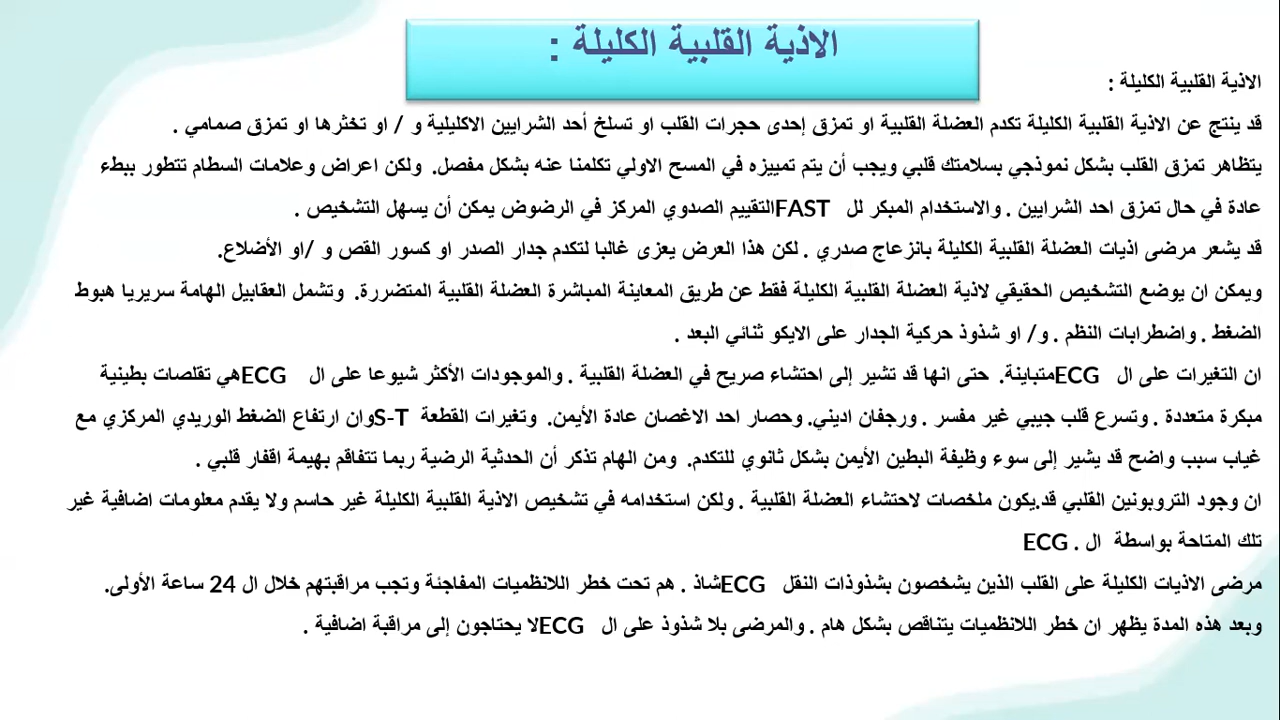 الاذية القلبية الكليلة :
الاذية القلبية الكليلة :
قد ينتج عن الاذية القلبية الكليلة تكدم العضلة القلبية او تمزق إحدى حجرات القلب او تسلخ أحد الشرايين الاكليلية و / او تخثرها او تمزق صمامي .
يتظاهر تمزق القلب بشكل نموذجي بسلامتك قلبي ويجب أن يتم تمييزه في المسح الاولي تكلمنا عنه بشكل مفصل. ولكن اعراض وعلامات السطام تتطور ببطء
عادة في حال تمزق احد الشرايين . والاستخدام المبكر لل FASTالتقييم الصدوي المركز في الرضوض يمكن أن يسهل التشخيص .
قد يشعر مرضى اذيات العضلة القلبية الكليلة بانزعاج صدري . لكن هذا العرض يعزى غالبا لتكدم جدار الصدر او كسور القص و /او الأضلاع.
ويمكن ان يوضع التشخيص الحقيقي لاذية العضلة القلبية الكليلة فقط عن طريق المعاينة المباشرة العضلة القلبية المتضررة. وتشمل العقابيل الهامة سريريا هبوط
الضغط . واضطرابات النظم . و/ او شذوذ حركية الجدار على الايكو ثنائي البعد .
ان التغيرات على ال ECGمتباينة. حتى انها قد تشير إلى احتشاء صريح في العضلة القلبية . والموجودات الأكثر شيوعا على ال ECGهي تقلصات بطينية
مبكرة متعددة . وتسرع قلب جيبي غير مفسر . ورجفان اديني. وحصار احد الاغصان عادة الأيمن. وتغيرات القطعة S-Tوان ارتفاع الضغط الوريدي المركزي مع
غياب سبب واضح قد يشير إلى سوء وظيفة البطين الأيمن بشكل ثانوي للتكدم. ومن الهام تذكر أن الحدثية الرضية ربما تتفاقم بهيمة اقفار قلبي .
ان وجود التروبونين القلبي قد.يكون ملخصات لاحتشاء العضلة القلبية . ولكن استخدامه في تشخيص الاذية القلبية الكليلة غير حاسم ولا يقدم معلومات اضافية غير
تلك المتاحة بواسطة ال . ECG
مرضى الاذيات الكليلة على القلب الذين يشخصون بشذوذات النقل ECGشاذ . هم تحت خطر اللانظميات المفاجئة وتجب مراقبتهم خلال ال 24 ساعة الأولى.
وبعد هذه المدة يظهر ان خطر اللانظميات يتناقص بشكل هام . والمرضى بلا شذوذ على ال ECGلا يحتاجون إلى مراقبة اضافية .